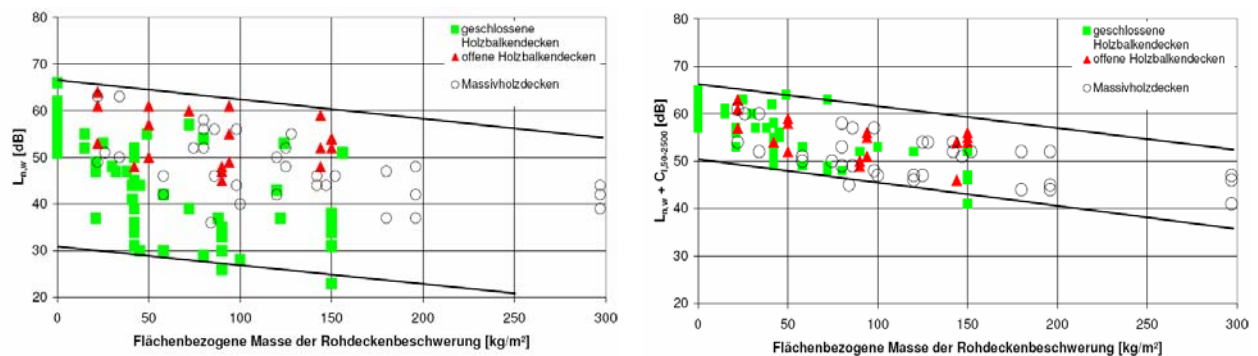 80
70
60
50
40
30
20
Lₙ,w [dB]
geschlossene
Holzbalkendecken
offene Holzbalkendecken
Massivholzdecken
0
50
100
150
200
250
300
Flächenbezogene Masse der Rohdeckenbeschwerung [kg/m²]
80
70
60
50
40
30
20
Lₙ,w + C_I,50-2500 [dB]
geschlossene
Holzbalkendecken
offene Holzbalkendecken
Massivholzdecken
0
50
100
150
200
250
300
Flächenbezogene Masse der Rohdeckenbeschwerung [kg/m²]